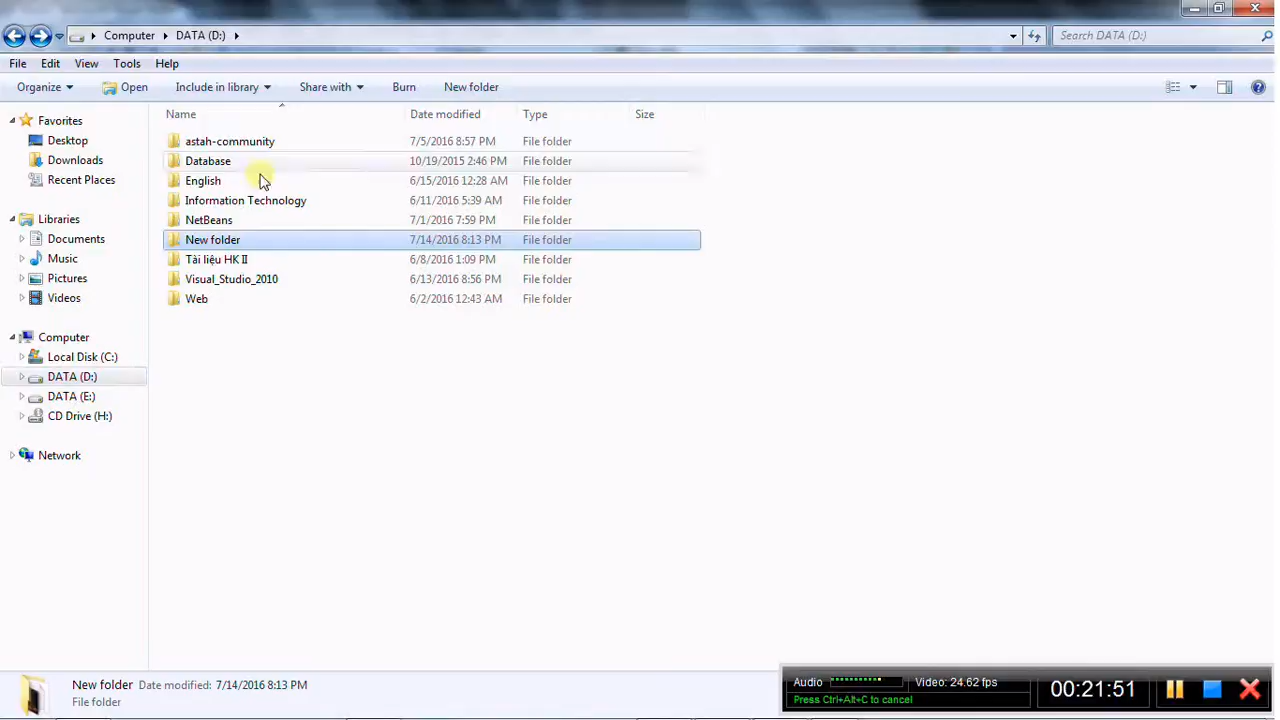 Computer DATA (D:) Search DATA (D:)
File Edit View Tools Help
Organize Open Include in library Share with Burn New folder
Name Date modified Type Size
Favorites
Desktop
Downloads
Recent Places
Libraries
Documents
Music
Pictures
Videos
Computer
Local Disk (C:)
DATA (D:)
DATA (E:)
CD Drive (H:)
Network
astah-community 7/5/2016 8:57 PM File folder
Database 10/19/2015 2:46 PM File folder
English 6/15/2016 12:28 AM File folder
Information Technology 6/11/2016 5:39 AM File folder
NetBeans 7/1/2016 7:59 PM File folder
New folder 7/14/2016 8:13 PM File folder
Tài liệu HK II 6/8/2016 1:09 PM File folder
Visual_Studio_2010 6/13/2016 8:56 PM File folder
Web 6/2/2016 12:43 AM File folder
New folder Date modified: 7/14/2016 8:13 PM
File folder
Audio Video: 24.62 fps
Press Ctrl+Alt+C to cancel
00:21:51